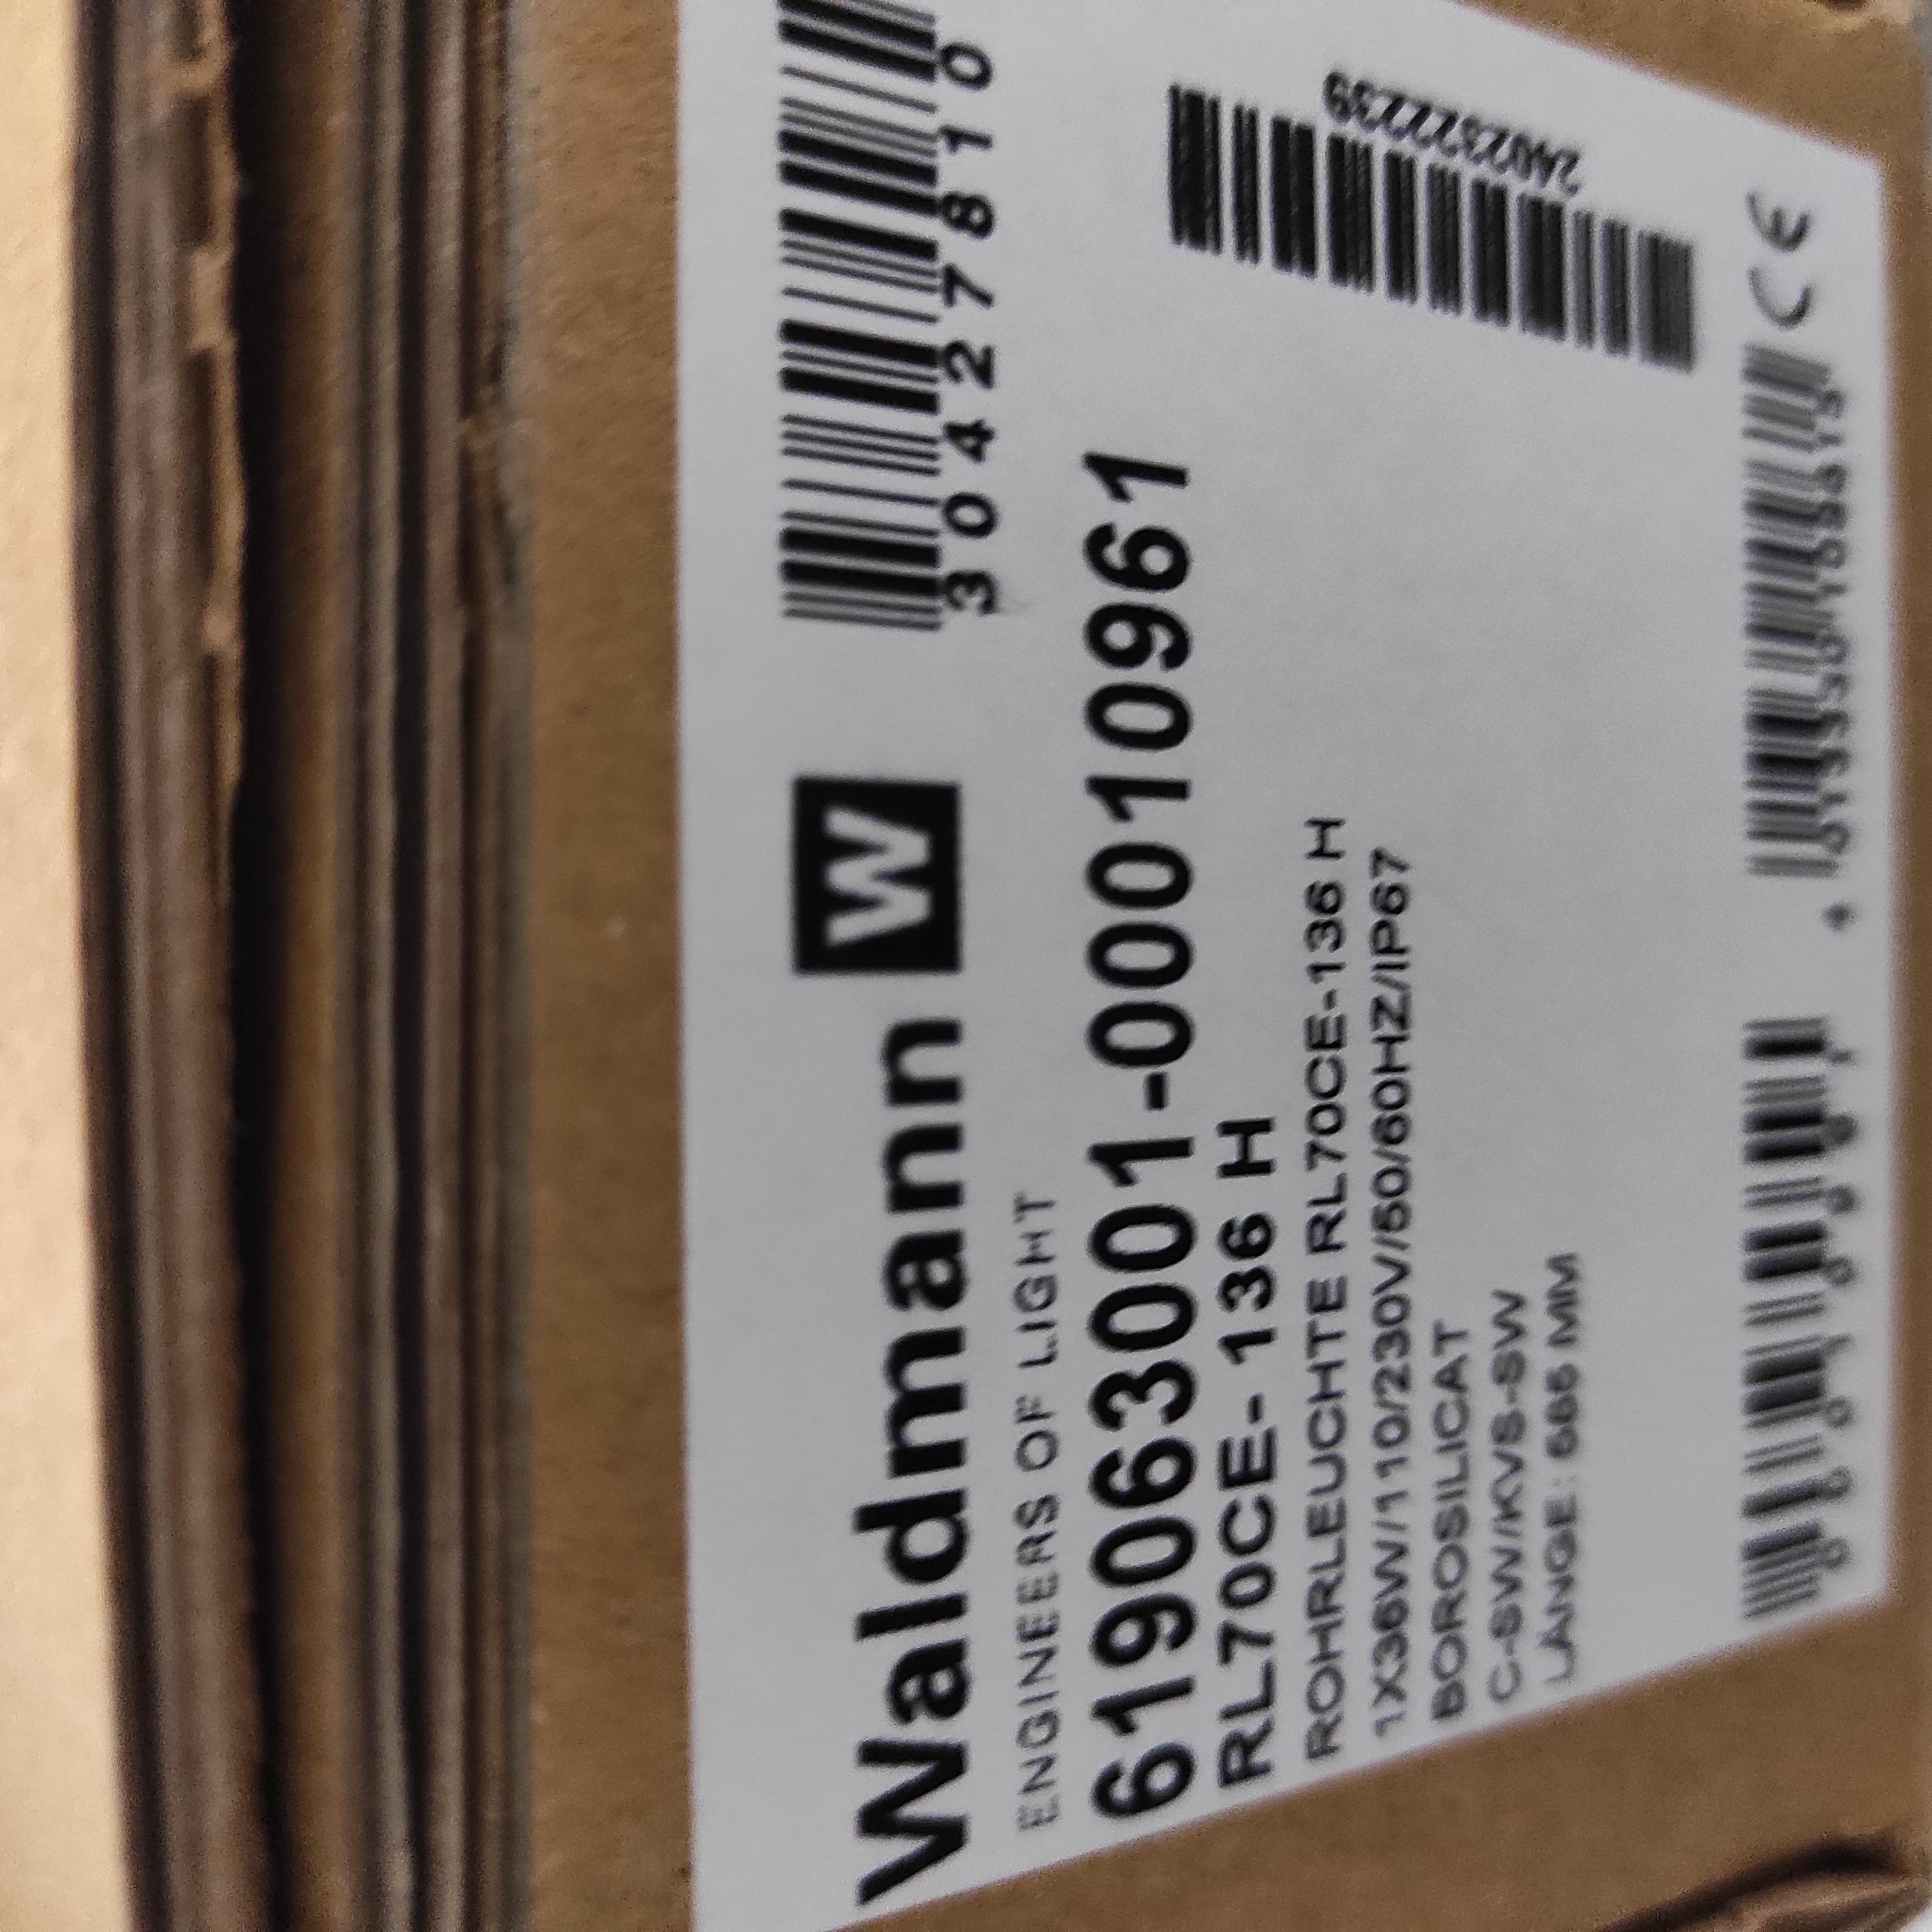 Waldmann W
3042781 0
ENGINEERS OF LIGHT
619063001-00010961
RL70CE- 136 H
ROHRLEUCHTE RL70CE-136 H
1X36W/110/230V/50/60HZ/IP67
BOROSILICAT
C-SW/KVS-SW
LÄNGE: 565 MM
CE